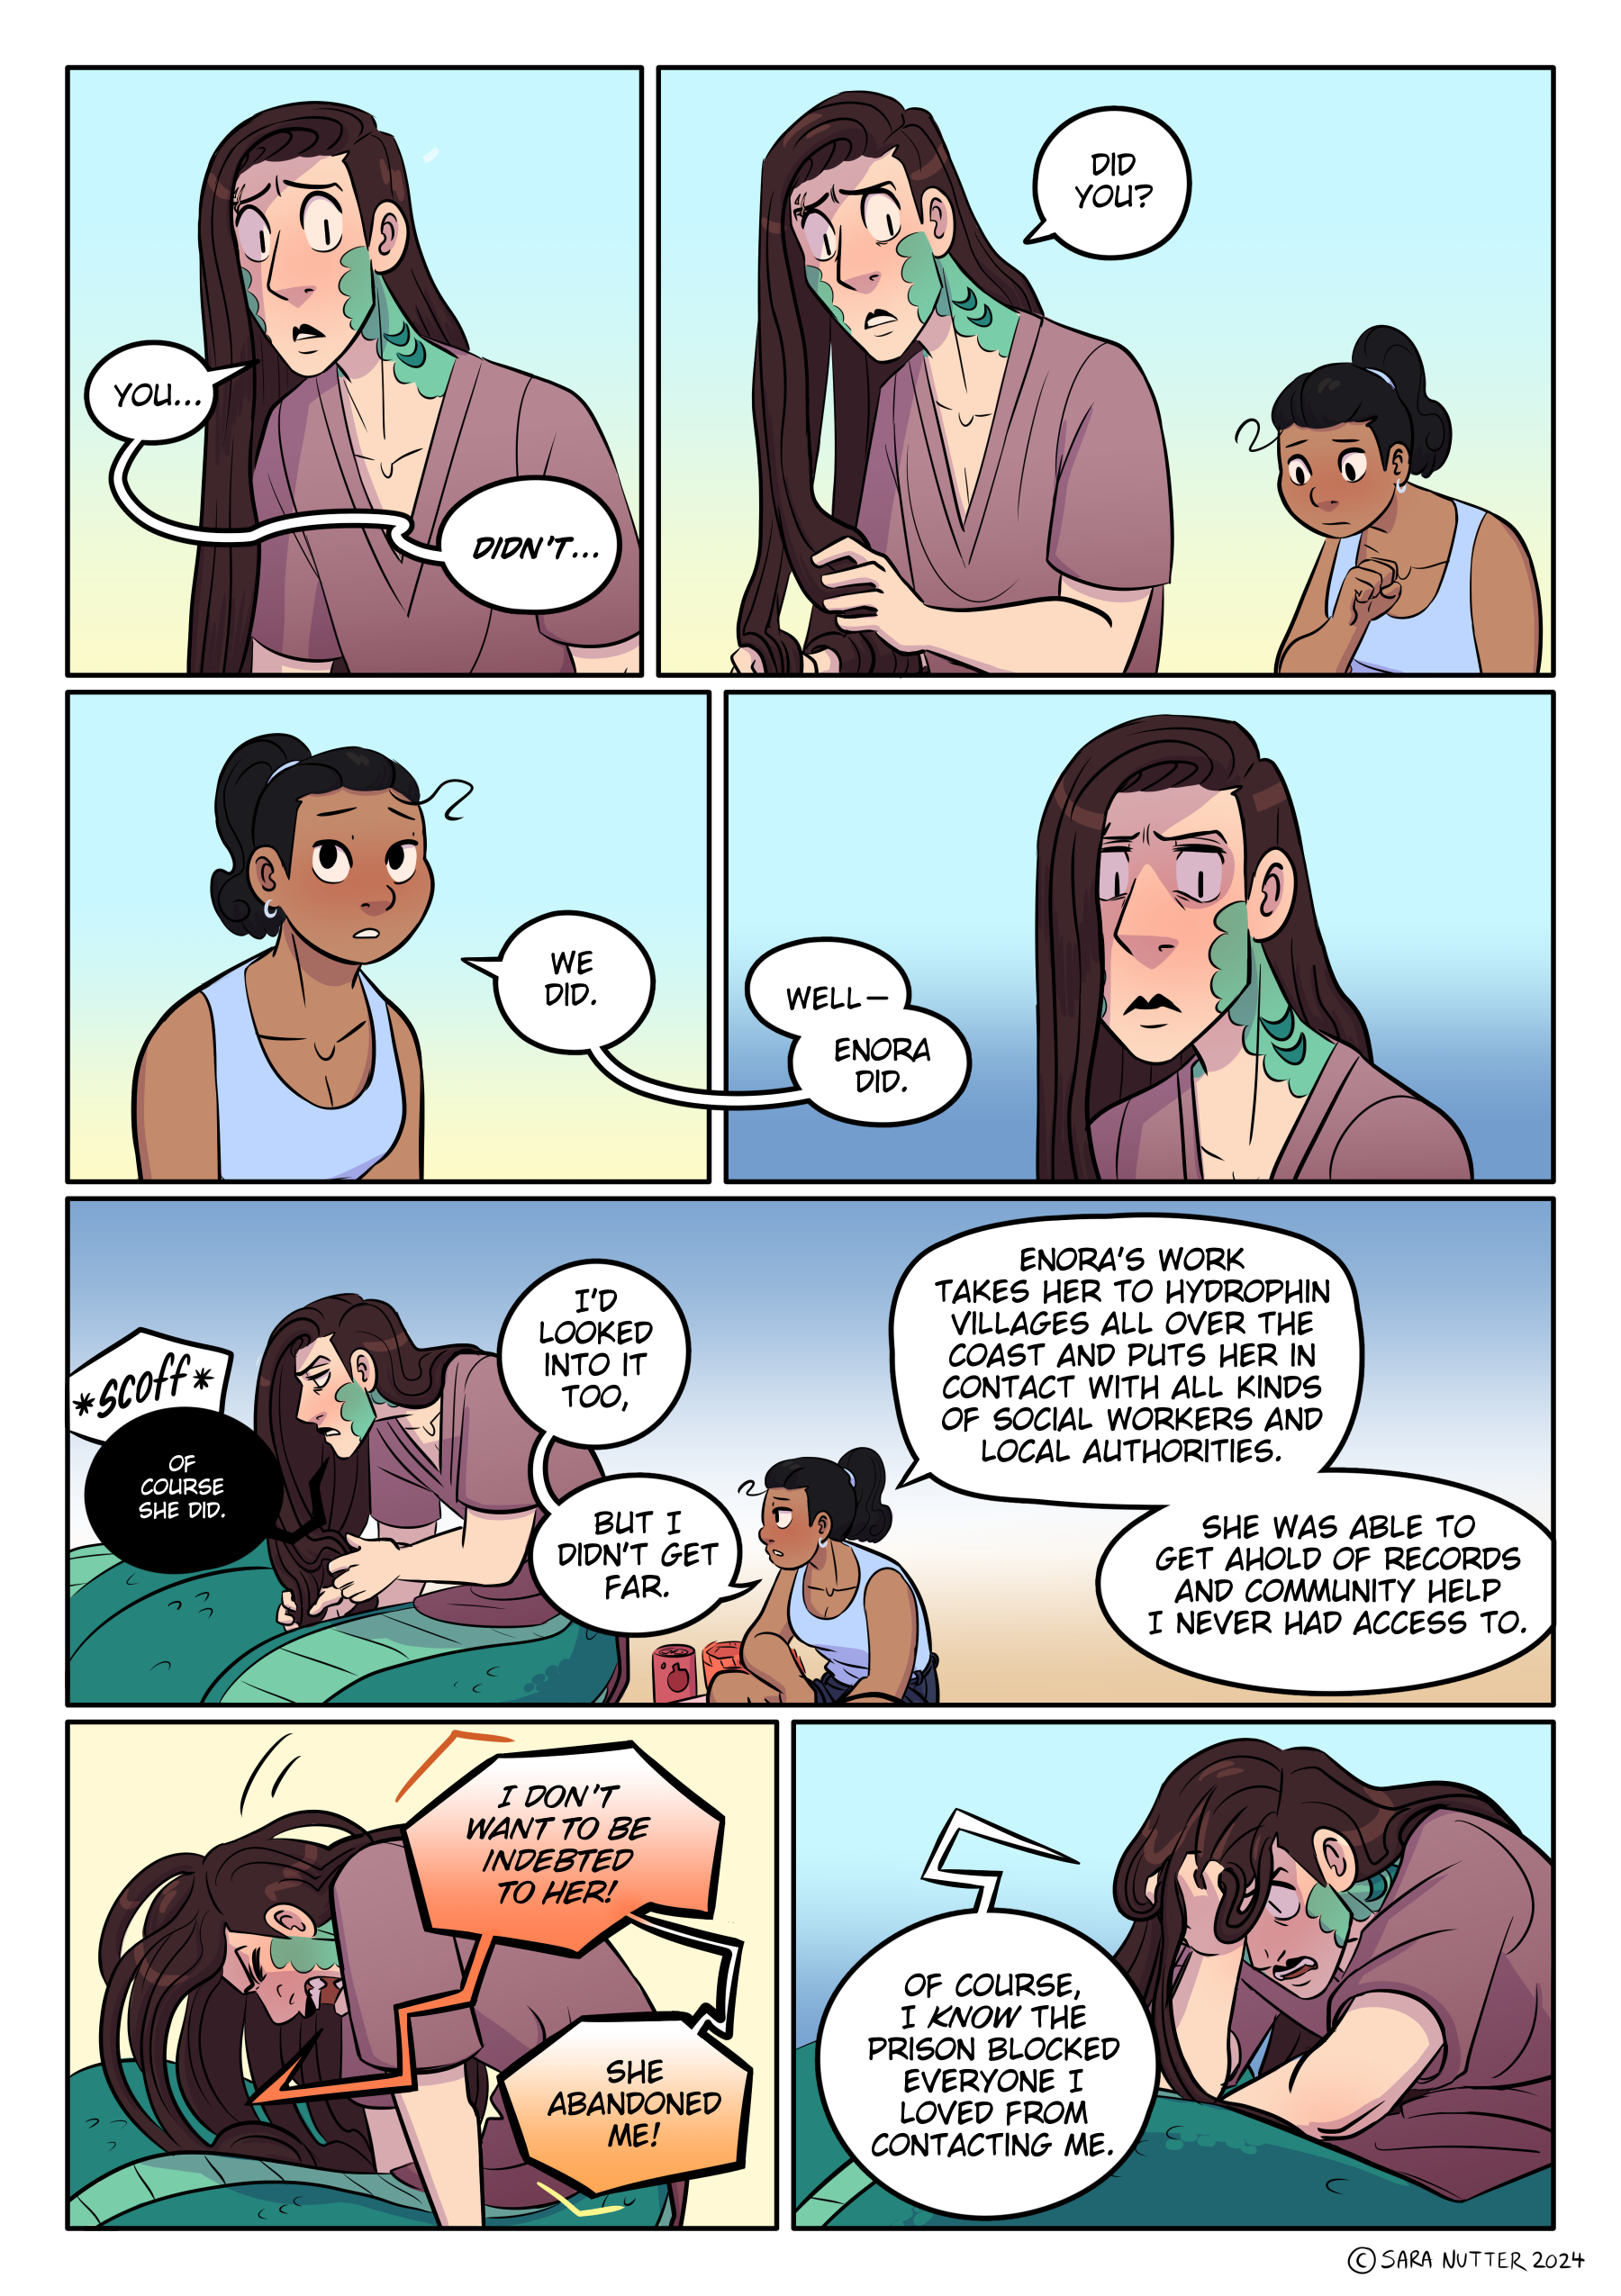 YOU...
DIDN'T...
DID
YOU?
WE
DID.
WELL—
ENORA
DID.
*SCOFF*
OF
COURSE
SHE DID.
I'D
LOOKED
INTO IT
TOO,
BUT I
DIDN'T GET
FAR.
ENORA'S WORK
TAKES HER TO HYDROPHIN
VILLAGES ALL OVER THE
COAST AND PUTS HER IN
CONTACT WITH ALL KINDS
OF SOCIAL WORKERS AND
LOCAL AUTHORITIES.
SHE WAS ABLE TO
GET AHOLD OF RECORDS
AND COMMUNITY HELP
I NEVER HAD ACCESS TO.
I DON'T
WANT TO BE
INDEBTED
TO HER!
SHE
ABANDONED
ME!
OF COURSE,
I KNOW THE
PRISON BLOCKED
EVERYONE I
LOVED FROM
CONTACTING ME.
© SARA NUTTER 2024